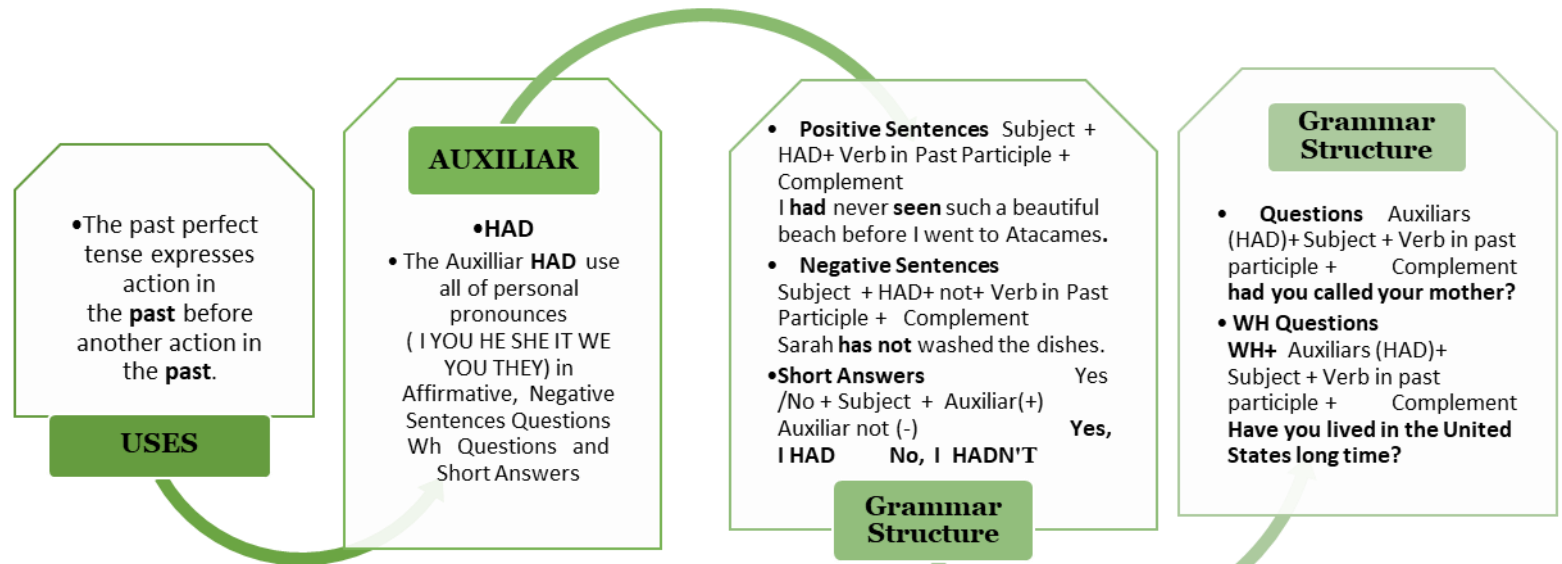 •The past perfect
tense expresses
action in
the past before
another action in
the past.
USES
AUXILIAR
•HAD
• The Auxilliar HAD use
all of personal
pronounces
( I YOU HE SHE IT WE
YOU THEY) in
Affirmative, Negative
Sentences Questions
Wh Questions and
Short Answers
• Positive Sentences Subject +
HAD+ Verb in Past Participle +
Complement
I had never seen such a beautiful
beach before I went to Atacames.
• Negative Sentences
Subject + HAD+ not+ Verb in Past
Participle + Complement
Sarah has not washed the dishes.
•Short Answers Yes
/No + Subject + Auxiliar(+)
Auxiliar not (-) Yes,
I HAD No, I HADN'T
Grammar
Structure
Grammar
Structure
• Questions Auxiliars
(HAD)+ Subject + Verb in past
participle + Complement
had you called your mother?
• WH Questions
WH+ Auxiliars (HAD)+
Subject + Verb in past
participle + Complement
Have you lived in the United
States long time?